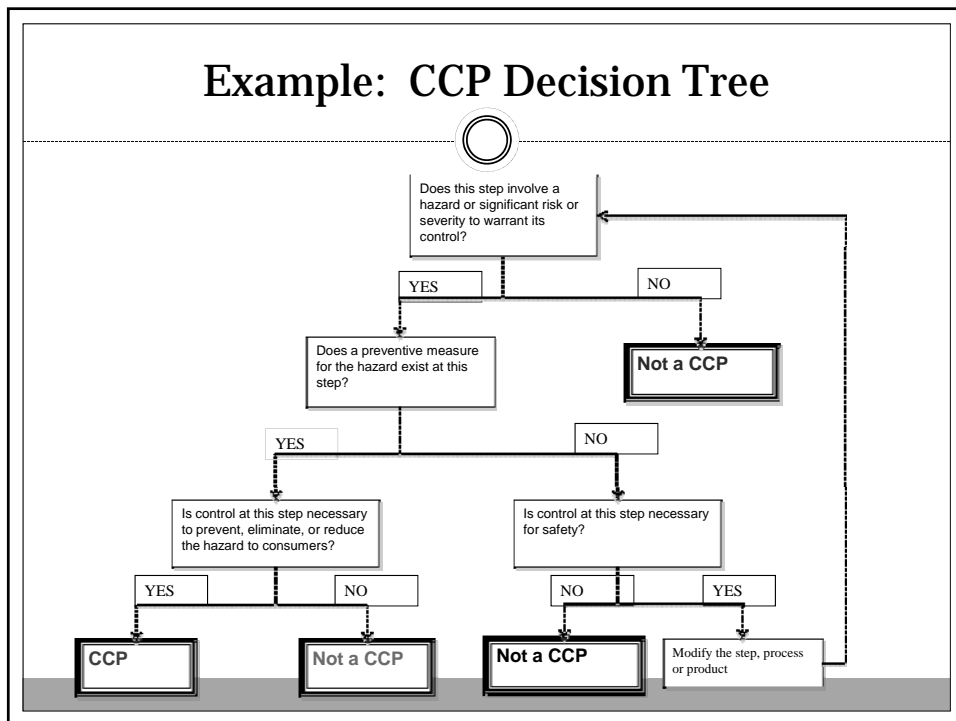 Example: CCP Decision Tree
Does this step involve a
hazard or significant risk or
severity to warrant its
control?
YES
NO
Does a preventive measure
for the hazard exist at this
step?
Not a CCP
YES
NO
Is control at this step necessary
to prevent, eliminate, or reduce
the hazard to consumers?
Is control at this step necessary
for safety?
YES
NO
NO
YES
CCP
Not a CCP
Not a CCP
Modify the step, process
or product